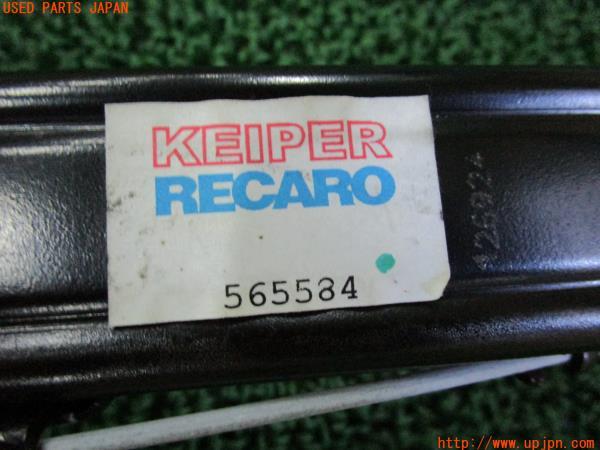 USED PARTS JAPAN
KEIPER
RECARO
565584
http://www.upjpn.com